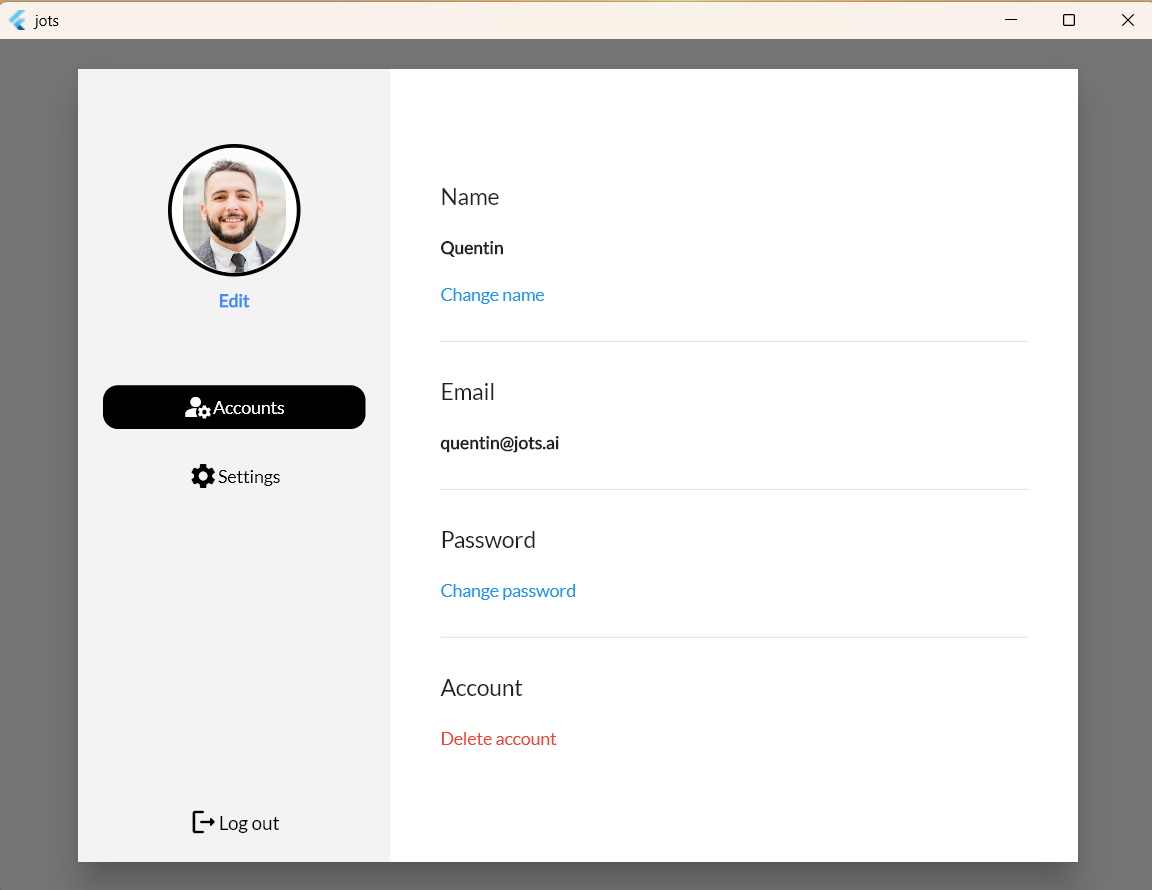 jots
Edit
Accounts
Settings
Log out
Name
Quentin
Change name
Email
quentin@jots.ai
Password
Change password
Account
Delete account